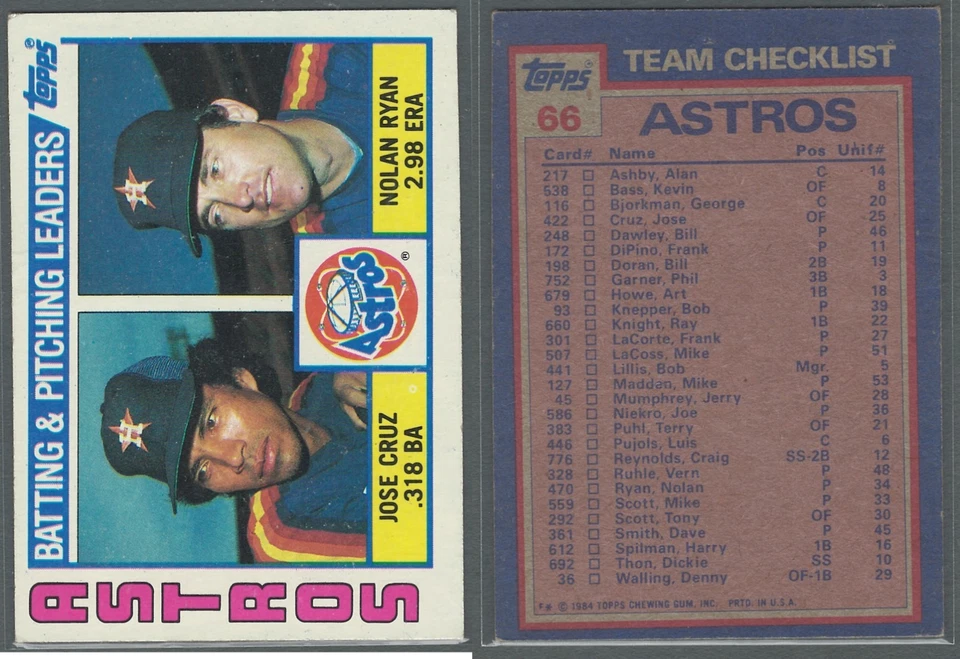 BATTING & PITCHING LEADERS Topps®
JOSE CRUZ
.318 BA
Astros ®
NOLAN RYAN
2.98 ERA
ASTROS
Topps® TEAM CHECKLIST
66 ASTROS
Card# Name Pos Unif#
217 □ Ashby, Alan C 14
538 □ Bass, Kevin OF 8
116 □ Bjorkman, George C 20
422 □ Cruz, Jose OF 25
248 □ Dawley, Bill P 46
172 □ DiPino, Frank P 11
198 □ Doran, Bill 2B 19
752 □ Garner, Phil 3B 3
679 □ Howe, Art 1B 18
93 □ Knepper, Bob P 39
660 □ Knight, Ray 1B 22
301 □ LaCorte, Frank P 27
507 □ LaCoss, Mike P 51
441 □ Lillis, Bob Mgr. 5
127 □ Madden, Mike P 53
45 □ Mumphrey, Jerry OF 28
586 □ Niekro, Joe P 36
383 □ Puhl, Terry OF 21
446 □ Pujols, Luis C 6
776 □ Reynolds, Craig SS-2B 12
328 □ Ruhle, Vern P 48
470 □ Ryan, Nolan P 34
559 □ Scott, Mike P 33
292 □ Scott, Tony OF 30
361 □ Smith, Dave P 45
612 □ Spilman, Harry 1B 16
692 □ Thon, Dickie SS 10
36 □ Walling, Denny OF-1B 29
F* © 1984 TOPPS CHEWING GUM, INC. PRTD. IN U.S.A.